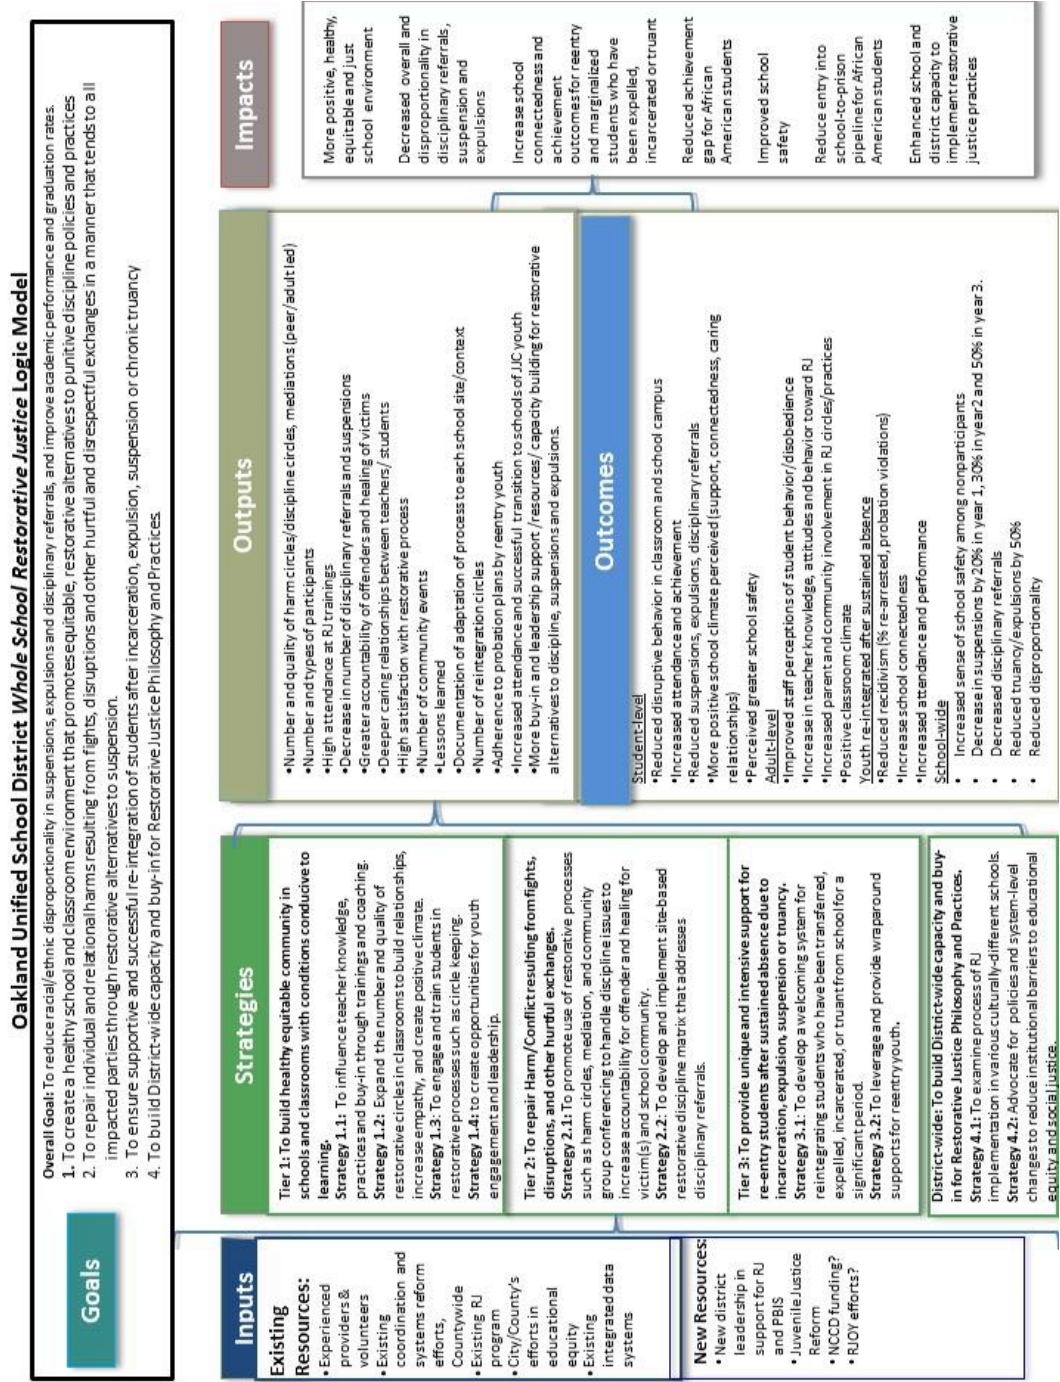 Oakland Unified School District Whole School Restorative Justice Logic Model
Goals
Overall Goal: To reduce racial/ethnic disproportionality in suspensions, expulsions and disciplinary referrals, and improve academic performance and graduation rates.
1. To create a healthy school and classroom environment that promotes equitable, restorative alternatives to punitive discipline policies and practices
2. To repair individual and relational harms resulting from fights, disruptions and other hurtful and disrespectful exchanges in a manner that tends to all
impacted parties through restorative alternatives to suspension.
3. To ensure supportive and successful re-integration of students after incarceration, expulsion, suspension or chronic truancy
4. To build District-wide capacity and buy-in for Restorative Justice Philosophy and Practices.
Inputs
Existing
Resources:
• Experienced
providers &
volunteers
• Existing
coordination and
systems reform
efforts,
Countywide
• Existing RJ
program
• City/County's
efforts in
educational
equity
• Existing
integrated data
systems
New Resources:
• New district
leadership in
support for RJ
and PBIS
• Juvenile Justice
Reform
• NCCD funding?
• RJOY efforts?
Strategies
Tier 1: To build healthy equitable community in
schools and classrooms with conditions conducive to
learning.
Strategy 1.1: To influence teacher knowledge,
practices and buy-in through trainings and coaching.
Strategy 1.2: Expand the number and quality of
restorative circles in classrooms to build relationships,
increase empathy, and create positive climate.
Strategy 1.3: To engage and train students in
restorative processes such as circle keeping.
Strategy 1.4: to create opportunities for youth
engagement and leadership.
Tier 2: To repair Harm/Conflict resulting from fights,
disruptions, and other hurtful exchanges.
Strategy 2.1: To promote use of restorative processes
such as harm circles, mediation, and community
group conferencing to handle discipline issues to
increase accountability for offender and healing for
victim(s) and school community.
Strategy 2.2: To develop and implement site-based
restorative discipline matrix that addresses
disciplinary referrals.
Tier 3: To provide unique and intensive support for
re-entry students after sustained absence due to
incarceration, expulsion, suspension or truancy.
Strategy 3.1: To develop a welcoming system for
reintegrating students who have been transferred,
expelled, incarcerated, or truant from school for a
significant period.
Strategy 3.2: To leverage and provide wraparound
supports for reentry youth.
District-wide: To build District-wide capacity and buy-
in for Restorative Justice Philosophy and Practices.
Strategy 4.1: To examine process of RJ
implementation in various culturally-different schools.
Strategy 4.2: Advocate for policies and system-level
changes to reduce insitutional barriers to educational
equity and social justice.
Outputs
•Number and quality of harm circles/discipline circles, mediations (peer/adult led)
•Number and types of participants
•High attendance at RJ trainings
•Decrease in number of disciplinary referrals and suspensions
•Greater accountability of offenders and healing of victims
•Deeper caring relationships between teachers/ students
•High satisfaction with restorative process
•Number of community events
•Lessons learned
•Documentation of adaptation of process to each school site/context
•Number of reintegration circles
•Adherence to probation plans by reentry youth
•Increased attendance and successful transition to schools of JJC youth
•More buy-in and leadership support /resources/ capacity building for restorative
alternatives to discipline, suspensions and expulsions.
Outcomes
Student-level
•Reduced disruptive behavior in classroom and school campus
•Increased attendance and achievement
•Reduced suspensions, expulsions, disciplinary referrals
•More positive school climate perceived (support, connectedness, caring
relationships)
•Perceived greater school safety
Adult-level
•Improved staff perceptions of student behavior/disobedience
•Increase in teacher knowledge, attitudes and behavior toward RJ
•Increased parent and community involvement in RJ circles/practices
•Positive classroom climate
Youth re-integrated after sustained absence
•Reduced recidivism (% re-arrested, probation violations)
•Increase school connectedness
•Increased attendance and performance
School-wide
• Increased sense of school safety among nonparticipants
• Decrease in suspensions by 20% in year 1, 30% in year2 and 50% in year 3.
• Decreased disciplinary referrals
• Reduced truancy/expulsions by 50%
• Reduced disproportionality
Impacts
More positive, healthy,
equitable and just
school environment
Decreased overall and
disproportionality in
disciplinary referrals,
suspension and
expulsions
Increase school
connectedness and
achievement
outcomes for reentry
and marginalized
students who have
been expelled,
incarcerated or truant
Reduced achievement
gap for African
American students
Improved school
safety
Reduce entry into
school-to-prison
pipeline for African
American students
Enhanced school and
district capacity to
implement restorative
justice practices